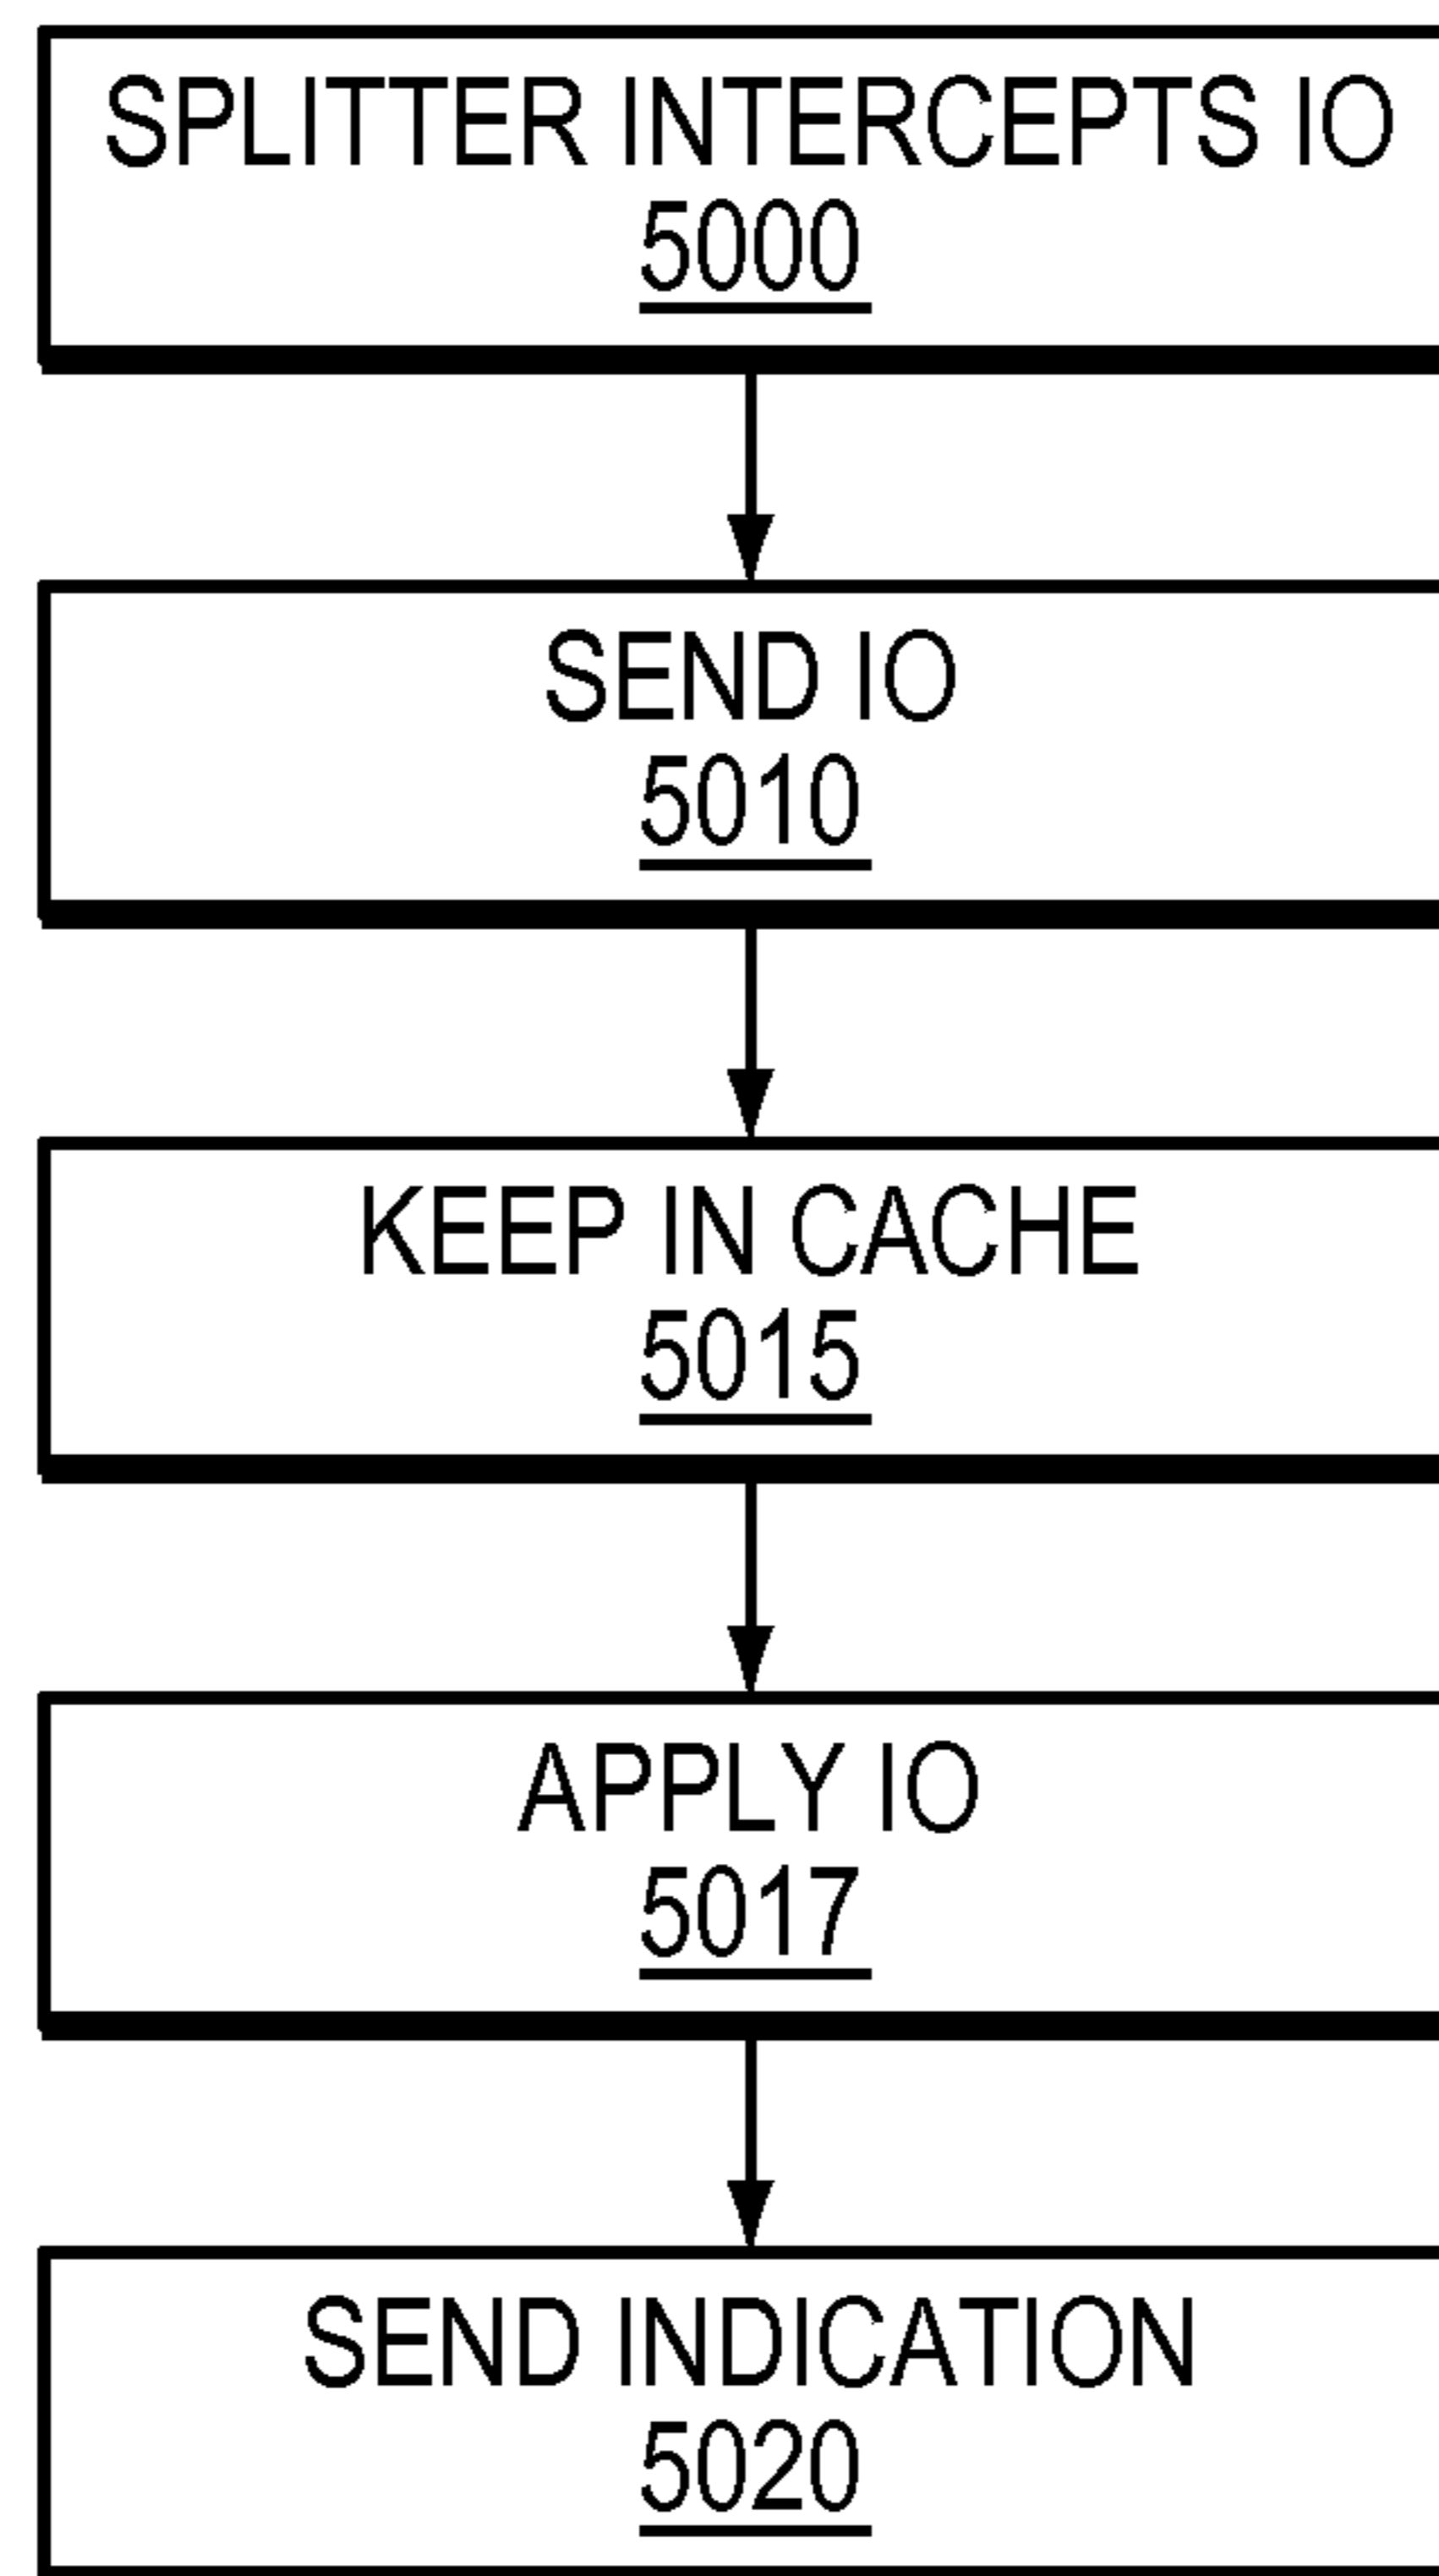 SPLITTER INTERCEPTS IO
5000
SEND IO
5010
KEEP IN CACHE
5015
APPLY IO
5017
SEND INDICATION
5020